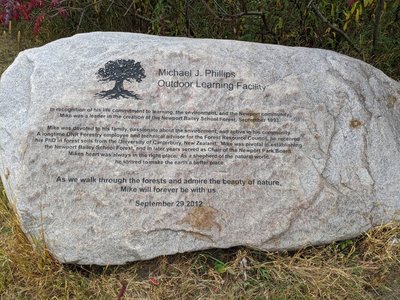 Michael J. Phillips
Outdoor Learning Facility
In recognition of his life commitment to learning, the environment, and the Newport community.
Mike was a leader in the creation of the Newport Bailey School Forest, September 1993.
Mike was devoted to his family, passionate about the environment, and active in his community.
A longtime DNR Forestry employee and technical advisor for the Forest Resource Council, he received
his PhD in forest soils from the University of Canterbury, New Zealand. Mike was pivotal in establishing
the Newport Bailey School Forest, and in later years served as Chair of the Newport Park Board.
Mikes heart was always in the right place. As a shepherd of the natural world,
he strived to make the earth a better place.
As we walk through the forests and admire the beauty of nature,
Mike will forever be with us.
September 29 2012